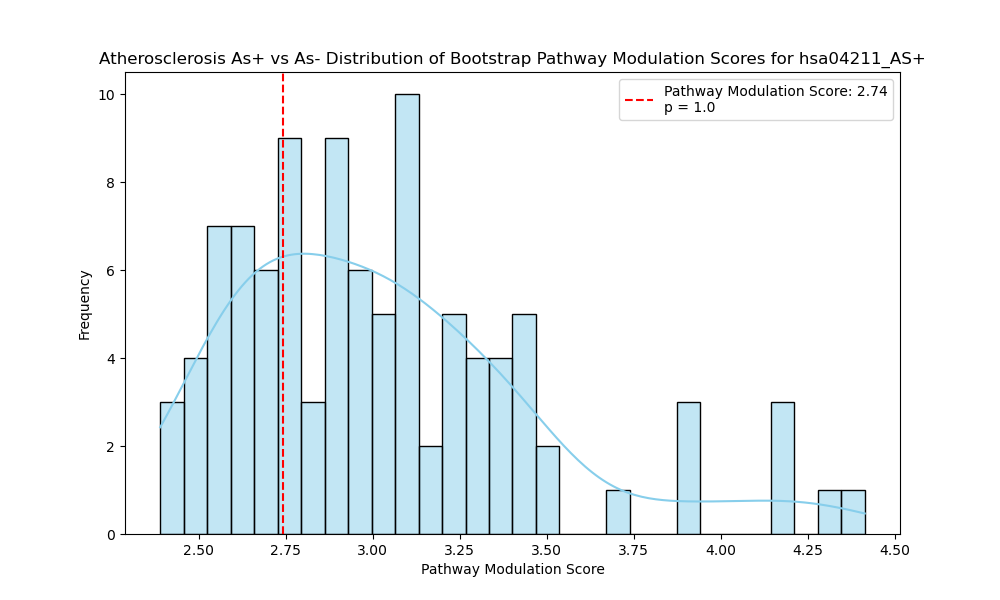 Atherosclerosis As+ vs As- Distribution of Bootstrap Pathway Modulation Scores for hsa04211_AS+
Pathway Modulation Score: 2.74
p = 1.0
Frequency
10
8
6
4
2
0
2.50 2.75 3.00 3.25 3.50 3.75 4.00 4.25 4.50
Pathway Modulation Score